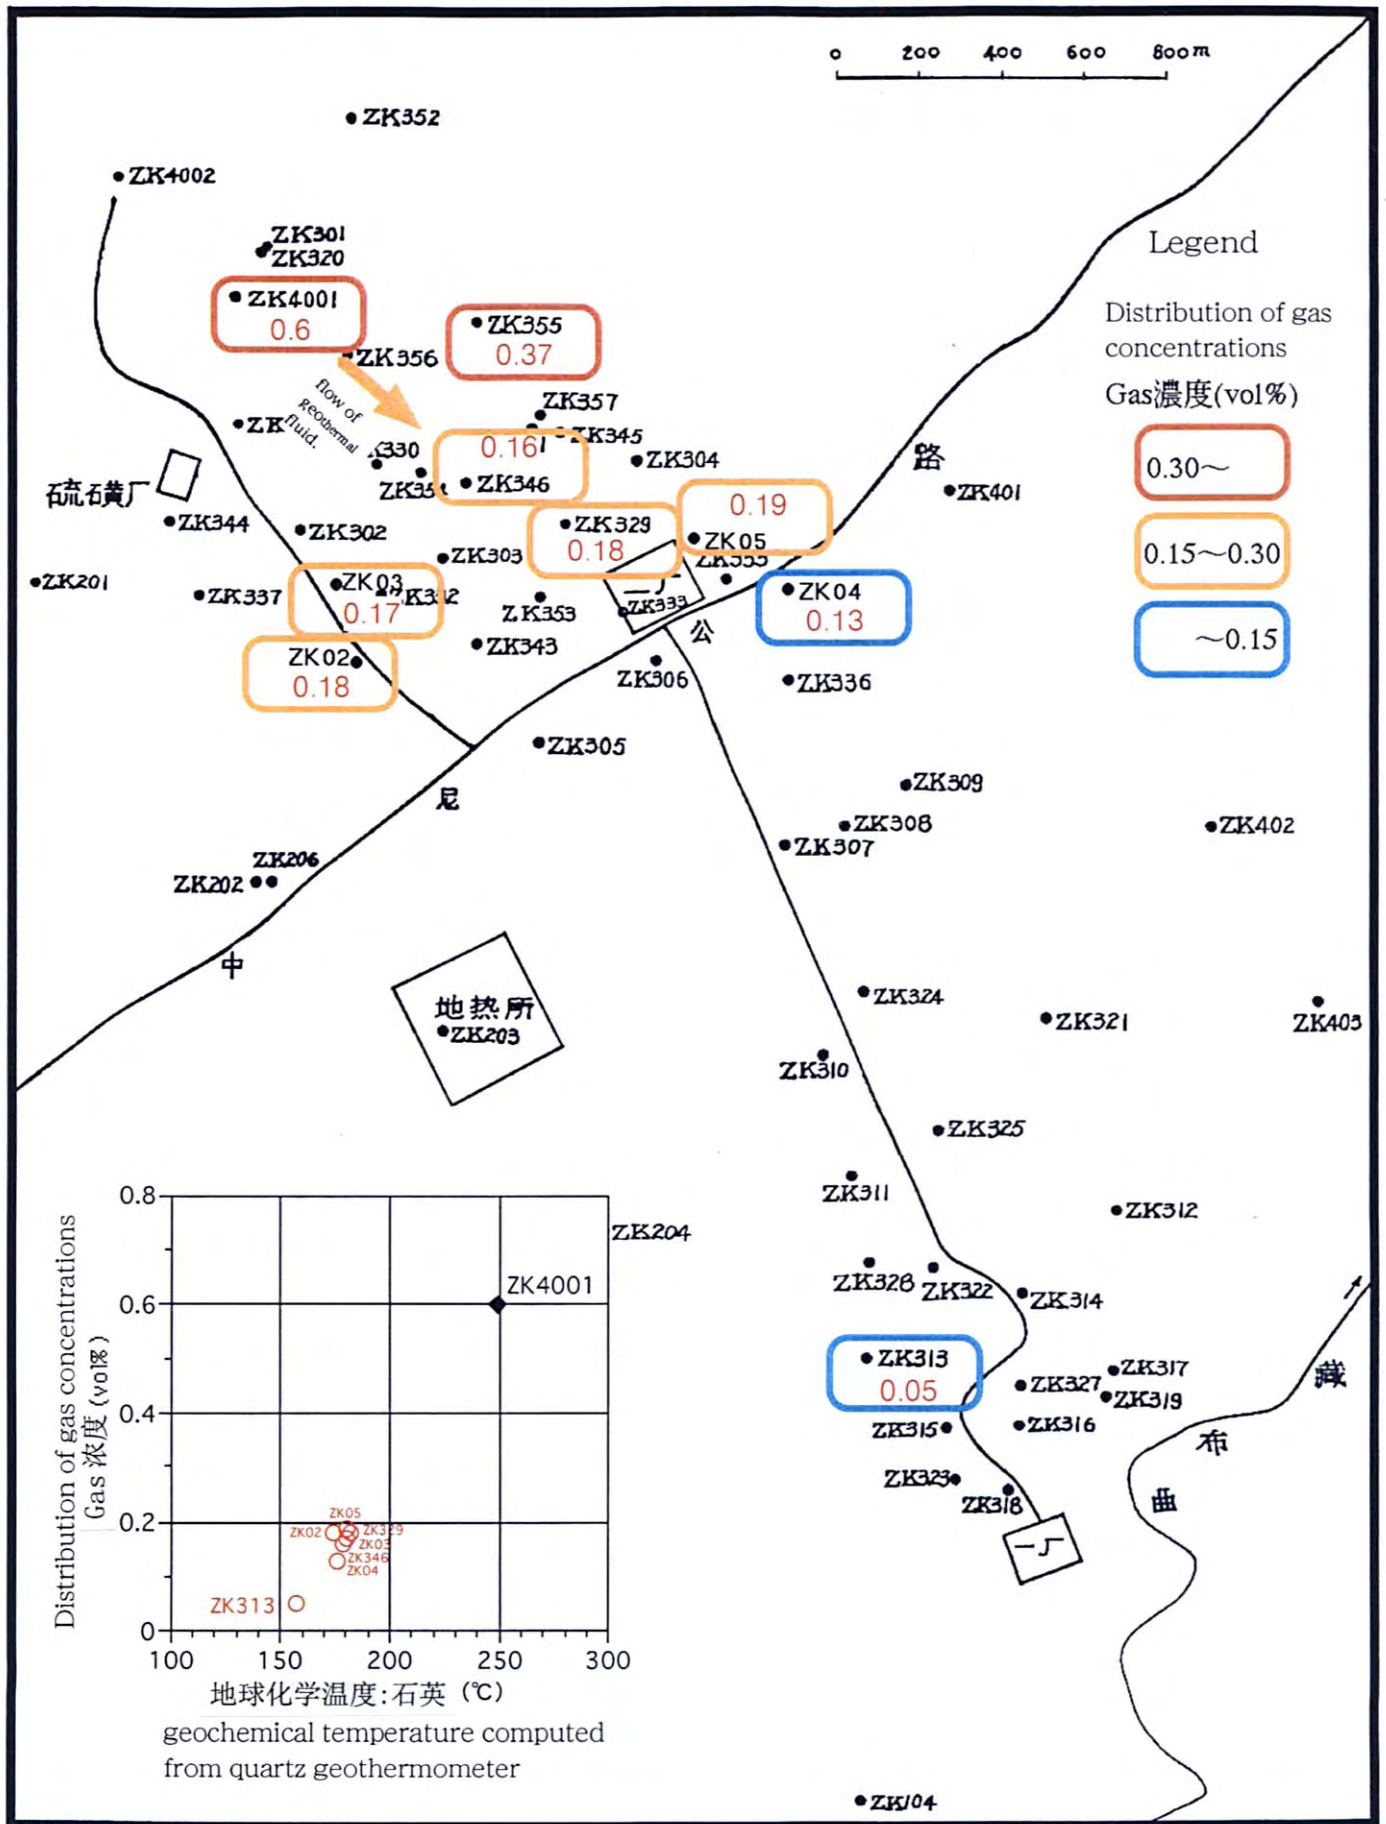 0 200 400 600 800m
ZK352
ZK4002
ZK301
ZK320
Legend
ZK4001
0.6
ZK355
0.37
ZK356
Distribution of gas
concentrations
Gas濃度(vol%)
flow of
geothermal
fluid.
ZK357
ZK345
0.16
ZK346
ZK304
0.30～
路
ZK401
硫石黄厂
ZK344
ZK302
ZK329
0.18
0.19
ZK05
0.15～0.30
ZK303
ZK201
ZK337
ZK03
0.17
ZK353
ZK333
ZK04
0.13
～0.15
公
ZK343
ZK02
0.18
ZK306
ZK336
ZK305
尼
ZK309
ZK308
ZK307
ZK402
ZK206
ZK202
中
地热所
ZK203
ZK324
ZK321
ZK403
ZK310
ZK325
ZK311
ZK312
ZK204
ZK328
ZK322
ZK314
ZK313
0.05
ZK317
ZK327
ZK319
藏
ZK315
ZK316
布
ZK323
ZK318
曲
一厂
ZK104
Distribution of gas concentrations
Gas 浓度 (vol%)
0.8
0.6
0.4
0.2
0
ZK4001
ZK05
ZK02
ZK329
ZK03
ZK346
ZK04
ZK313
100 150 200 250 300
地球化学温度:石英 (℃)
geochemical temperature computed
from quartz geothermometer